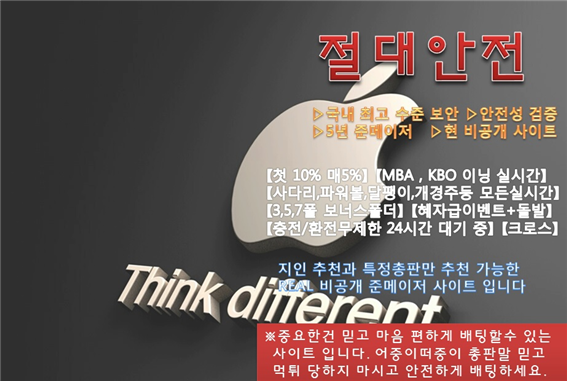 절대안전
▷국내 최고 수준 보안 ▷안전성 검증
▷5년 준메이저 ▷현 비공개 사이트
【첫 10% 매5%】【MBA , KBO 이닝 실시간】
【사다리,파워볼,달팽이,개경주등 모든실시간】
【3,5,7폴 보너스폴더】【혜자급이벤트+돌발】
【충전/환전무제한 24시간 대기 중】【크로스】
지인 추천과 특정총판만 추천 가능한
REAL 비공개 준메이저 사이트 입니다
Think different
※중요한건 믿고 마음 편하게 배팅할수 있는
사이트 입니다. 어중이떠중이 총판말 믿고
먹튀 당하지 마시고 안전하게 배팅하세요.